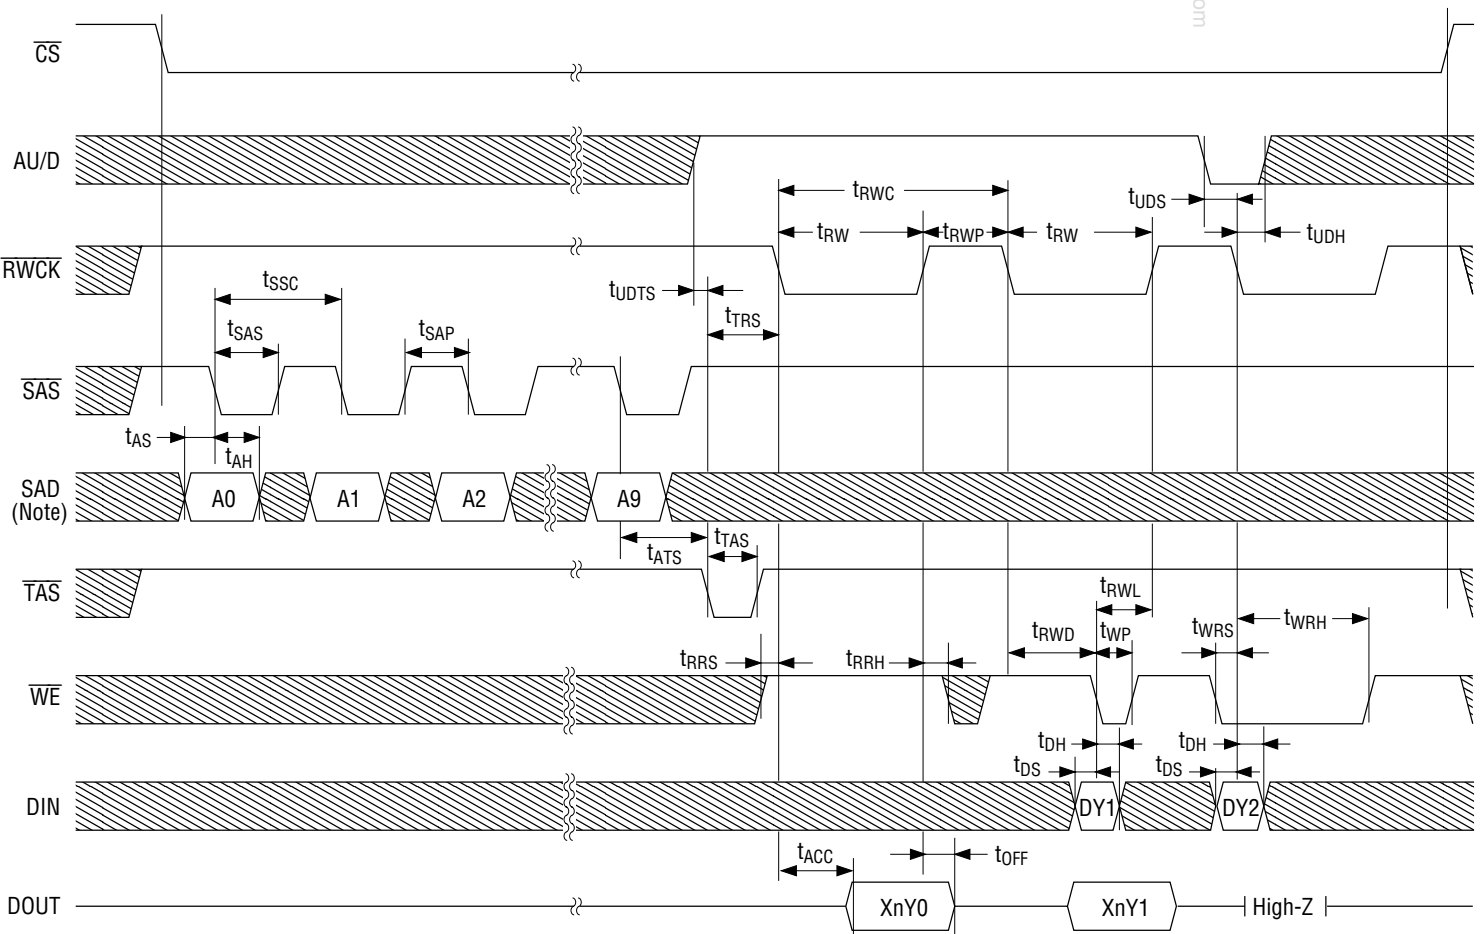 om
CS
AU/D
tRWC
tUDS
tRW
tRWP
tRW
tUDH
RWCK
tSSC
tUDTS
tTRS
tSAS
tSAP
SAS
tAS
tAH
SAD
(Note)
A0
A1
A2
A9
tATS
tTAS
TAS
tRWL
tRWD
tWP
tWRS
tWRH
tRRS
tRRH
WE
tDH
tDH
tDS
tDS
DIN
DY1
DY2
tACC
tOFF
DOUT
XnY0
XnY1
High-Z